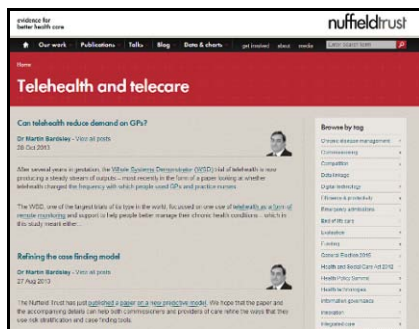 evidence for
better health care
nuffieldtrust
Our work
Publications
Talks
Blog
Data & charts
get involved
about
media
Enter search term
Home
Telehealth and telecare
Can telehealth reduce demand on GPs?
Dr Martin Bardsley - View all posts
28 Oct 2013
After several years in gestation, the Whole Systems Demonstrator (WSD) trial of telehealth is now
producing a steady stream of outputs – most recently in the form of a paper looking at whether
telehealth changed the frequency with which people used GPs and practice nurses
The WSD, one of the largest trials of its type in the world, focussed on one use of telehealth as a form of
remote monitoring and support to help people better manage their chronic health conditions – which in
this study meant either...
Refining the case finding model
Dr Martin Bardsley - View all posts
27 Aug 2013
The Nuffield Trust has just published a paper on a new predictive model. We hope that the paper and
the accompanying details can help both commissioners and providers of care refine the ways that they
use risk stratification and case finding tools.
Browse by tag
Chronic disease management
Commissioning
Competition
Data linkage
Digital technology
Efficiency & productivity
Emergency admissions
End of life care
Evaluation
Funding
General Election 2015
Health and Social Care Act 2012
Health Policy Summit
Information governance
Innovation
Integrated care